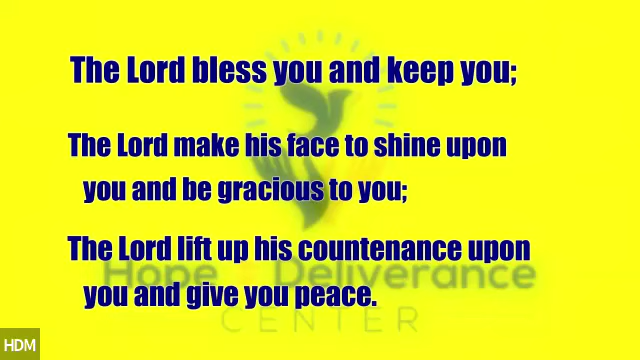 The Lord bless you and keep you;
The Lord make his face to shine upon
you and be gracious to you;
The Lord lift up his countenance upon
Hope Deliverance
you and give you peace.
CENTER
HDM